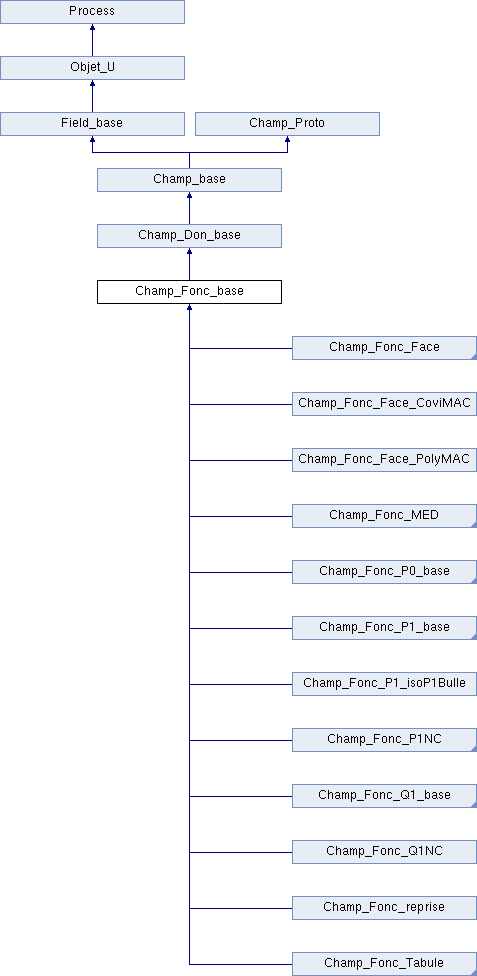 Process
Objet_U
Field_base
Champ_Proto
Champ_base
Champ_Don_base
Champ_Fonc_base
Champ_Fonc_Face
Champ_Fonc_Face_CoviMAC
Champ_Fonc_Face_PolyMAC
Champ_Fonc_MED
Champ_Fonc_P0_base
Champ_Fonc_P1_base
Champ_Fonc_P1_isoP1Bulle
Champ_Fonc_P1NC
Champ_Fonc_Q1_base
Champ_Fonc_Q1NC
Champ_Fonc_reprise
Champ_Fonc_Tabule